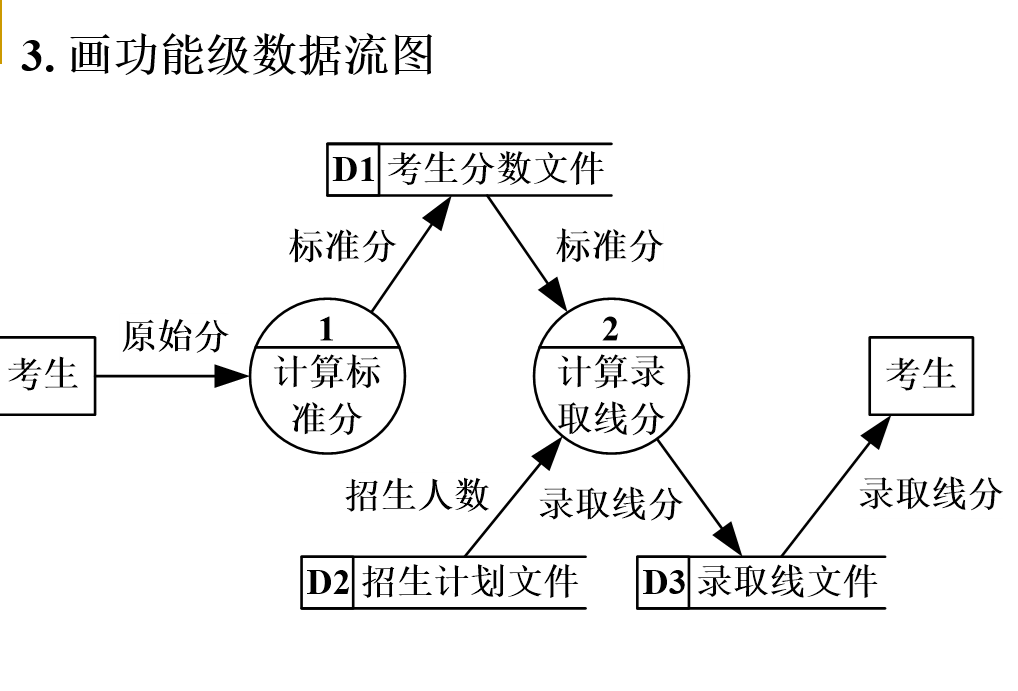 3. 画功能级数据流图
D1 考生分数文件
标准分
标准分
原始分
1
2
考生
计算标
准分
计算录
取线分
考生
招生人数
录取线分
录取线分
D2 招生计划文件
D3 录取线文件